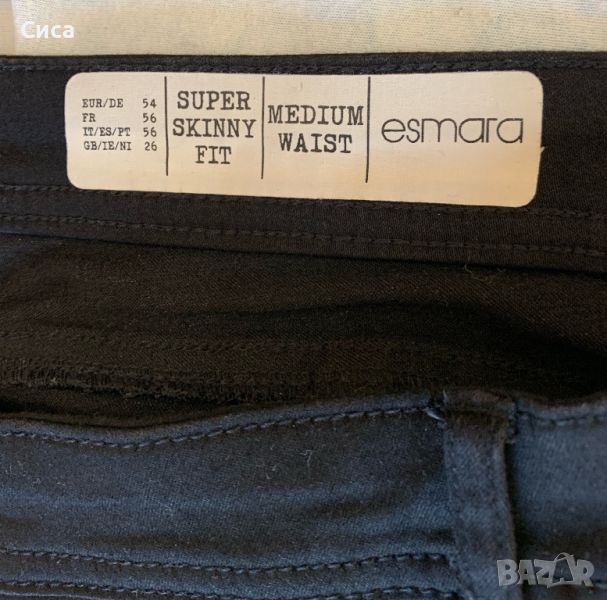 Сиса
EUR/DE 54
FR 56
IT/ES/PT 56
GB/IE/NI 26
SUPER
SKINNY
FIT
MEDIUM
WAIST
esmara
BAZAR